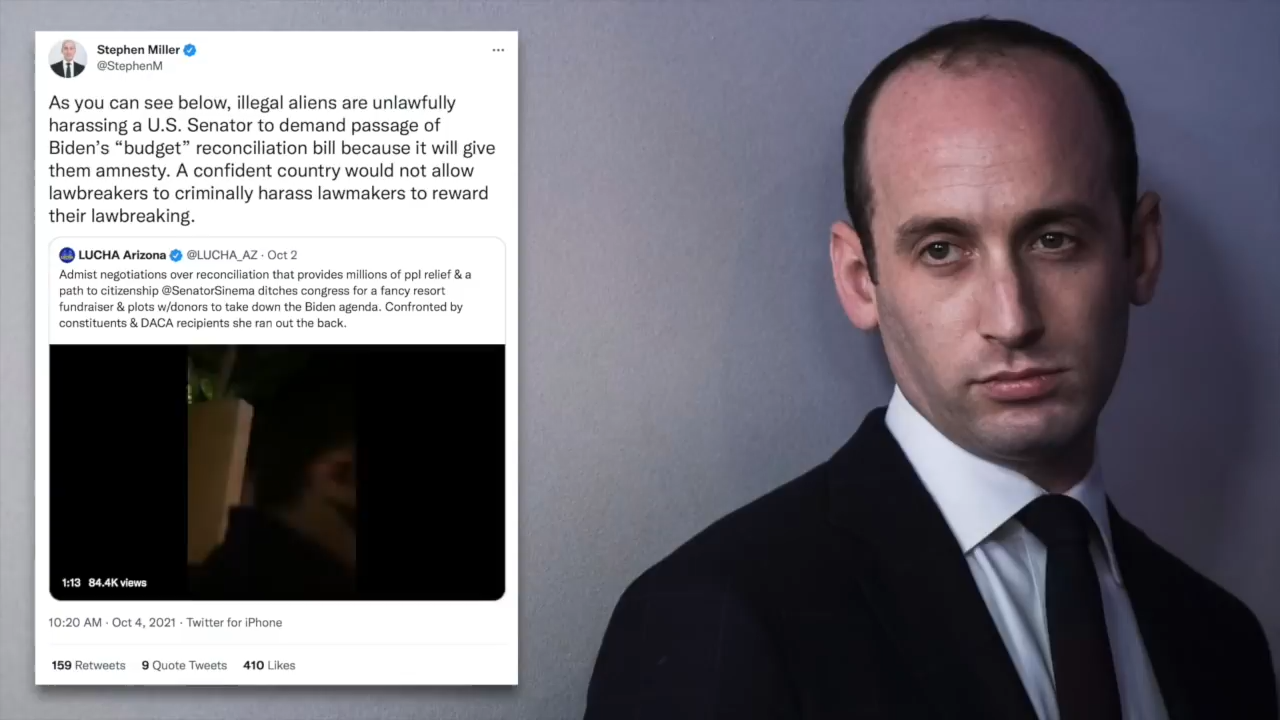 Stephen Miller
@StephenM
As you can see below, illegal aliens are unlawfully
harassing a U.S. Senator to demand passage of
Biden’s “budget” reconciliation bill because it will give
them amnesty. A confident country would not allow
lawbreakers to criminally harass lawmakers to reward
their lawbreaking.
LUCHA Arizona @LUCHA_AZ · Oct 2
Admist negotiations over reconciliation that provides millions of ppl relief & a
path to citizenship @SenatorSinema ditches congress for a fancy resort
fundraiser & plots w/donors to take down the Biden agenda. Confronted by
constituents & DACA recipients she ran out the back.
1:13 84.4K views
10:20 AM · Oct 4, 2021 · Twitter for iPhone
159 Retweets 9 Quote Tweets 410 Likes